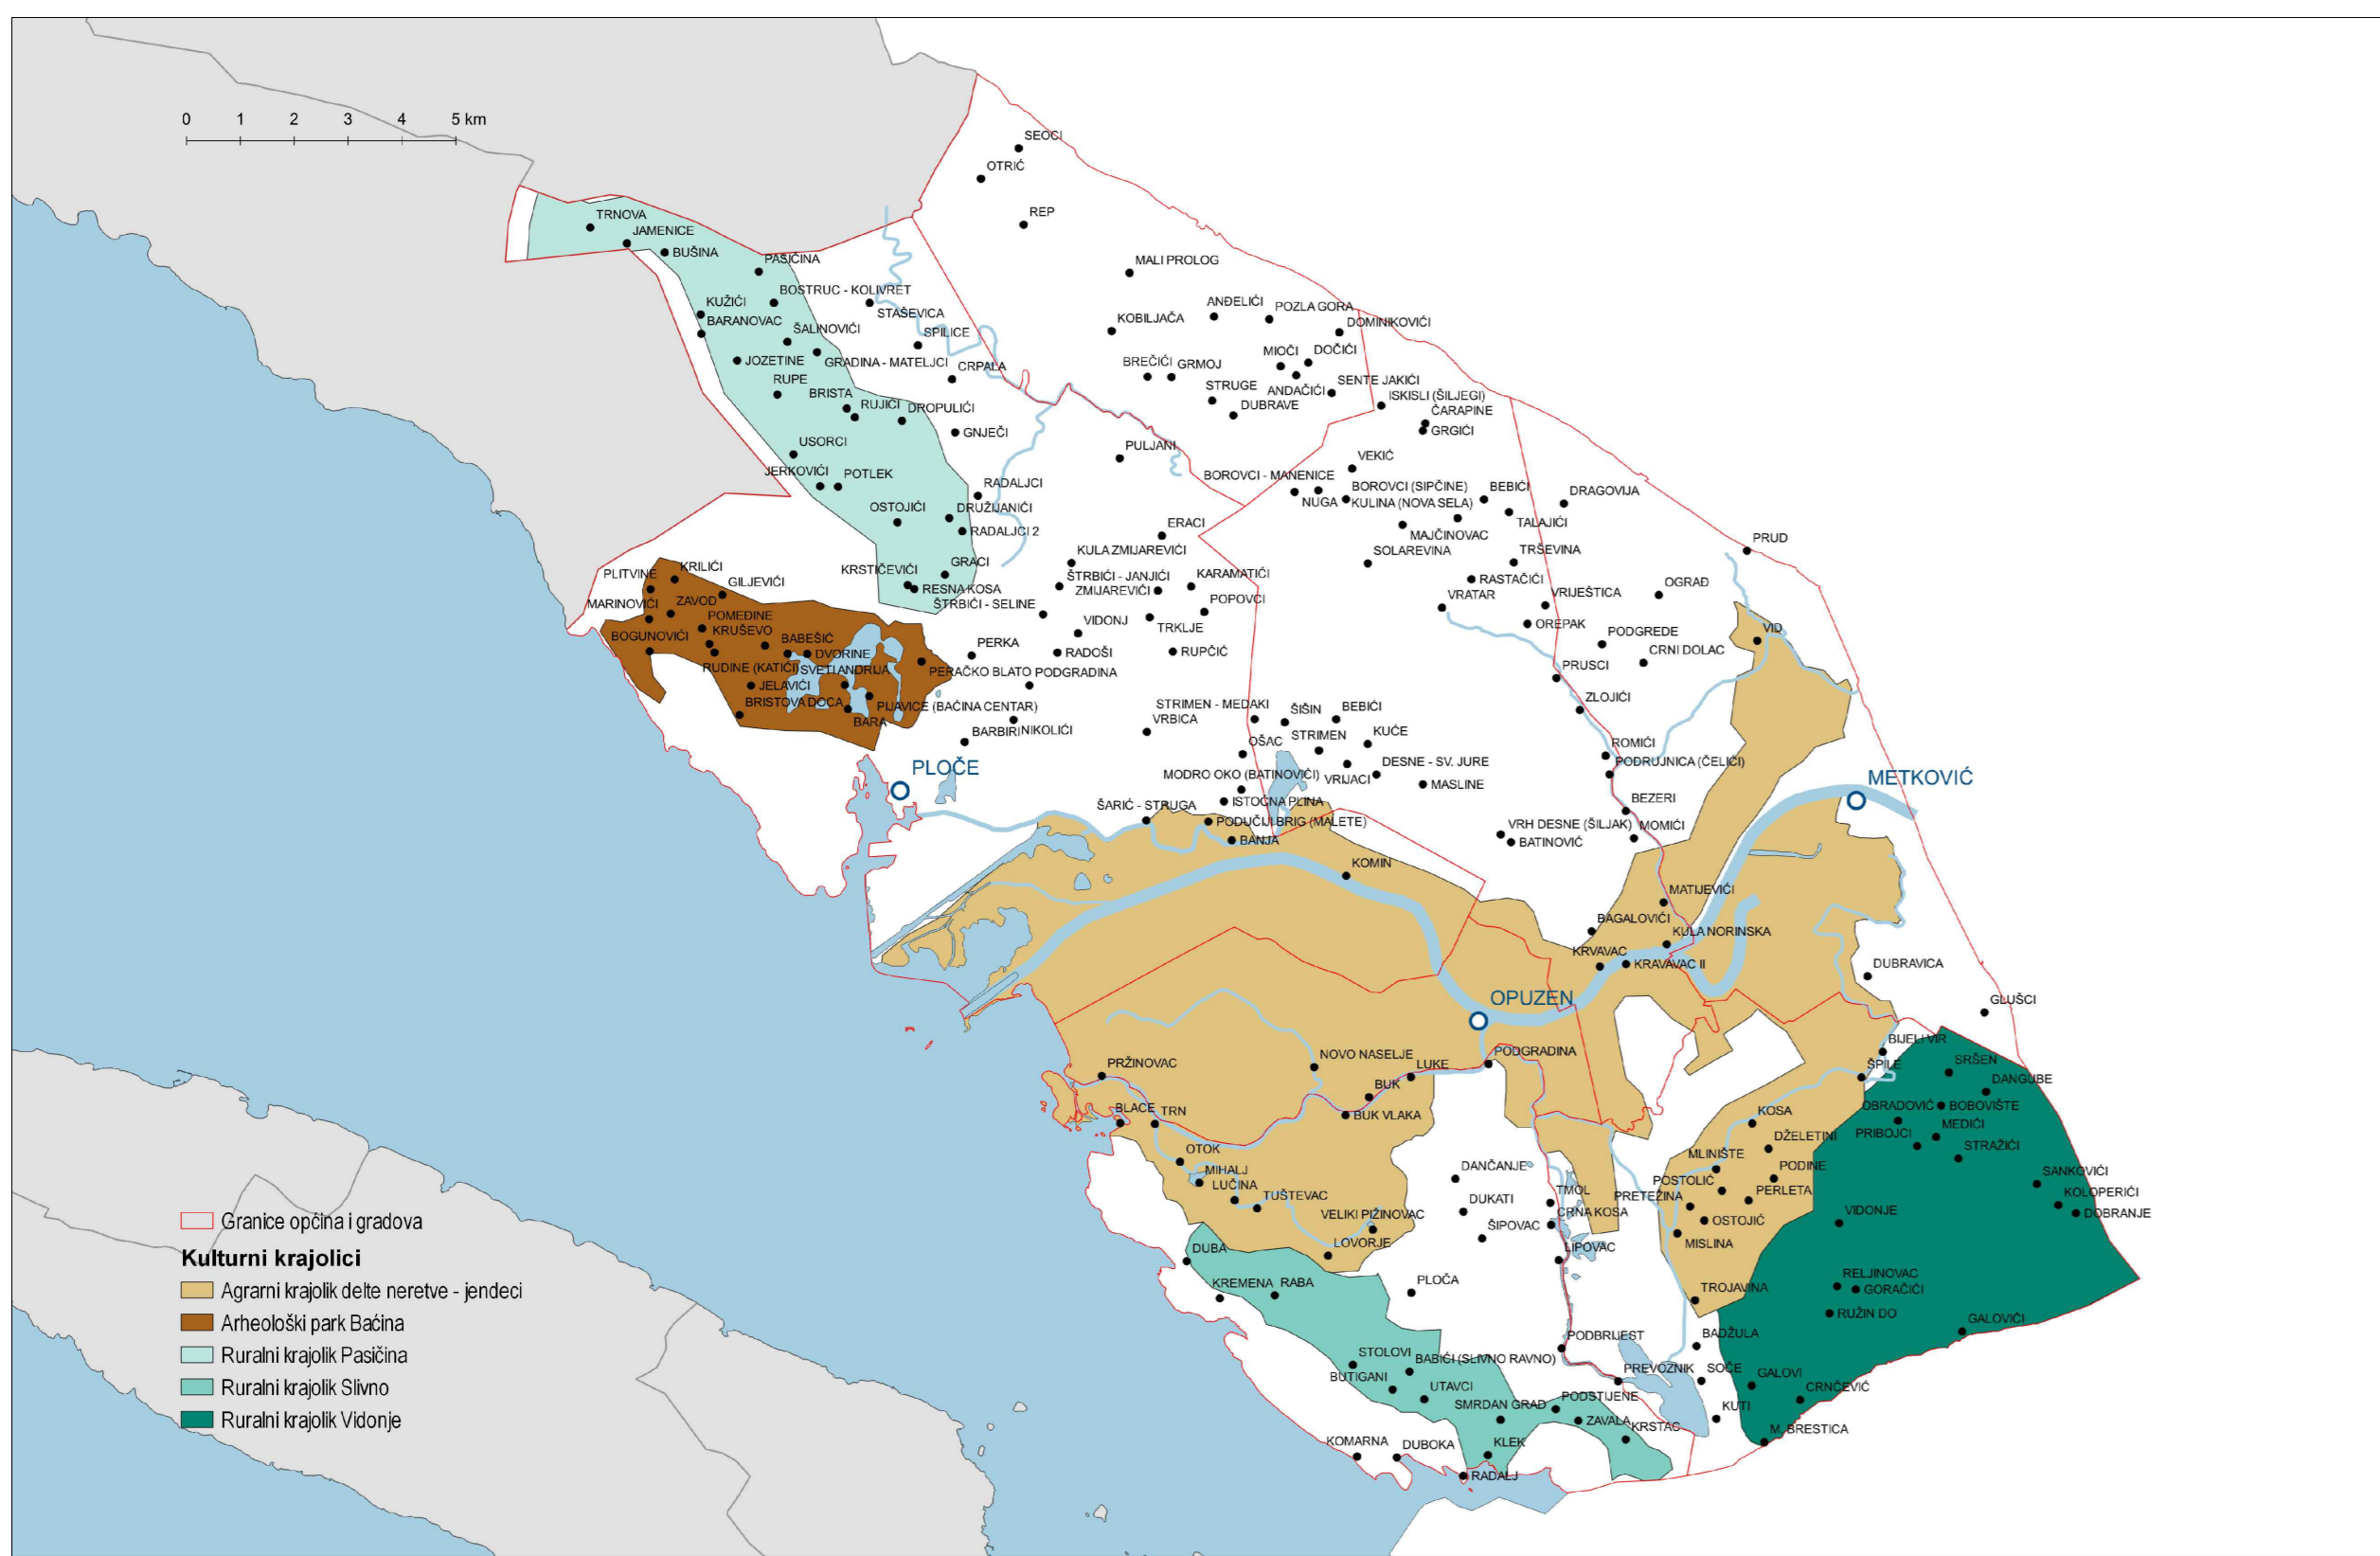 0 1 2 3 4 5 km
SEOCI
OTRIĆ
REP
TRNOVA
JAMENICE
BUŠINA
PASIČINA
MALI PROLOG
BOSTRUC - KOLIVRET
KUŽIĆI
STAŠEVICA
BARANOVAC
ŠALINOVIĆI
SPILICE
ANĐELIĆI
POZLA GORA
KOBILJAČA
DOMINIKOVIĆI
JOZETINE
GRADINA - MATELJCI
CRPALA
BREČIĆI
GRMOJ
MIOČI
DOČIĆI
RUPE
BRISTA
RUJIĆI
DROPULIĆI
STRUGE
ANDAČIĆI
SENTE JAKIĆI
DUBRAVE
ISKISLI (ŠILJEGI)
ČARAPINE
GRGIĆI
GNJEČI
USORCI
PULJANI
VEKIĆ
JERKOVIĆI
POTLEK
BOROVCI - MANENICE
RADALJCI
BOROVCI (SIPČINE)
BEBIĆI
DRAGOVIJA
NUGA
KULINA (NOVA SELA)
OSTOJIĆI
DRUŽIJANIĆI
TALAJIĆI
RADALJCI 2
ERACI
MAJČINOVAC
PRUD
KULA ZMIJAREVIĆI
SOLAREVINA
TRŠEVINA
KRSTIČEVIĆI
GRACI
ŠTRBIĆI - JANJIĆI
KARAMATIĆI
RASTAČIĆI
OGRAD
PLITVINE
KRILIĆI
GILJEVIĆI
RESNA KOSA
ZMIJAREVIĆI
VRATAR
VRIJEŠTICA
MARINOVIĆI
ZAVOD
ŠTRBIĆI - SELINE
POPOVCI
POMEĐINE
VIDONJ
TRKLJE
OREPAK
VID
BOGUNOVIĆI
KRUŠEVO
BABEŠIĆ
PERKA
PODGREDE
DVORINE
RADOŠI
RUPČIĆ
CRNI DOLAC
RUDINE (KATIĆI)
SVETI ANDRIJA
PERAČKO BLATO
PODGRADINA
PRUSCI
JELAVIĆI
ZLOJIĆI
BRISTOVA DOCA
PIJAVICE (BAĆINA CENTAR)
STRIMEN - MEDAKI
ŠIŠIN
BEBIĆI
BARA
BARBIRI
NIKOLIĆI
VRBICA
STRIMEN
KUĆE
OŠAC
ROMIĆI
PLOČE
MODRO OKO (BATINOVIĆI)
VRIJACI
DESNE - SV. JURE
PODRUJNICA (ČELIĆI)
METKOVIĆ
MASLINE
ŠARIĆ - STRUGA
ISTOČNA PLINA
BEZERI
PODUČIJI BRIG (MALETE)
VRH DESNE (ŠILJAK)
MOMIĆI
BANJA
BATINOVIĆ
KOMIN
MATIJEVIĆI
BAGALOVIĆI
KULA NORINSKA
KRVAVAC
KRAVAVAC II
DUBRAVICA
OPUZEN
GLUŠCI
BIJELI VIR
PRŽINOVAC
NOVO NASELJE
LUKE
PODGRADINA
ŠPILE
SRŠEN
BUK
DANGUBE
BLACE
TRN
BUK VLAKA
KOSA
OBRADOVIĆ
BOBOVIŠTE
PRIBOJCI
MEDIĆI
OTOK
DŽELETINI
STRAŽIĆI
MIHALJ
DANČANJE
MLINIŠTE
PODINE
SANKOVIĆI
LUČINA
TUŠTEVAC
DUKATI
TMOL
POSTOLIĆ
PRETEŽINA
PERLETA
KOLOPERIĆI
VELIKI PIŽINOVAC
ŠIPOVAC
CRNA KOSA
OSTOJIĆ
VIDONJE
DOBRANJE
Granice općina i gradova
DUBA
LOVORJE
LIPOVAC
MISLINA
Kulturni krajolici
KREMENA
RABA
PLOČA
TROJAVINA
RELJINOVAC
GORAČIĆI
Agrarni krajolik delte neretve - jendeci
RUŽIN DO
GALOVIĆI
Arheološki park Baćina
PODBRIJEST
BADŽULA
Ruralni krajolik Pasičina
STOLOVI
BABIĆI (SLIVNO RAVNO)
PREVOZNIK
SOČE
GALOVI
BUTIGANI
UTAVCI
Ruralni krajolik Slivno
SMRDAN GRAD
PODSTIJENE
CRNČEVIĆ
KUTI
Ruralni krajolik Vidonje
ZAVALA
KRSTAC
M. BRESTICA
KOMARNA
DUBOKA
KLEK
RADALJ